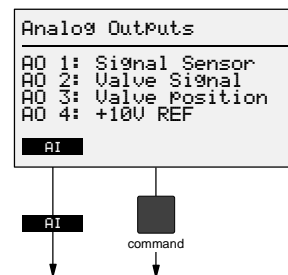 Analog Outputs
AO 1: Signal Sensor
AO 2: Valve Signal
AO 3: Valve position
AO 4: +10V REF
AI
AI
command